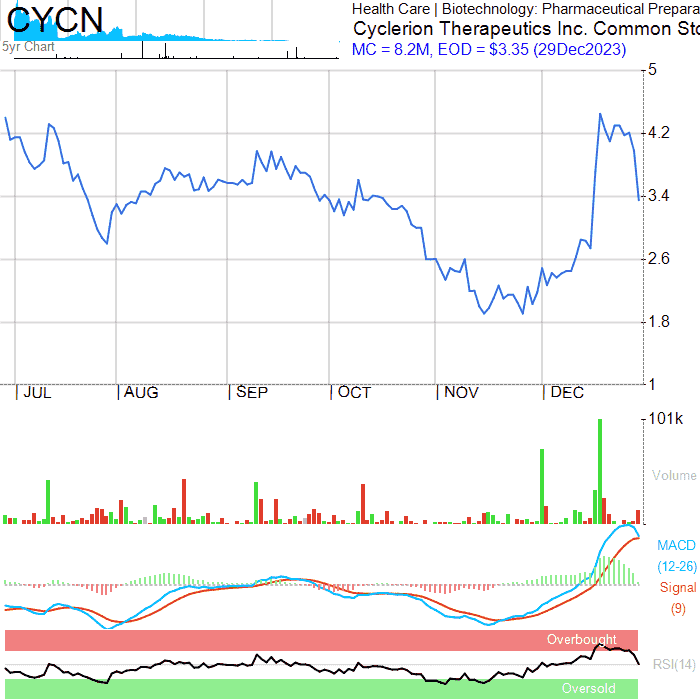 CYCN
5yr Chart
Health Care | Biotechnology: Pharmaceutical Prepara
Cyclerion Therapeutics Inc. Common Sto
MC = 8.2M, EOD = $3.35 (29Dec2023)
5
4.2
3.4
2.6
1.8
1
JUL AUG SEP OCT NOV DEC
101k
Volume
MACD
(12-26)
Signal
(9)
Overbought
RSI(14)
Oversold